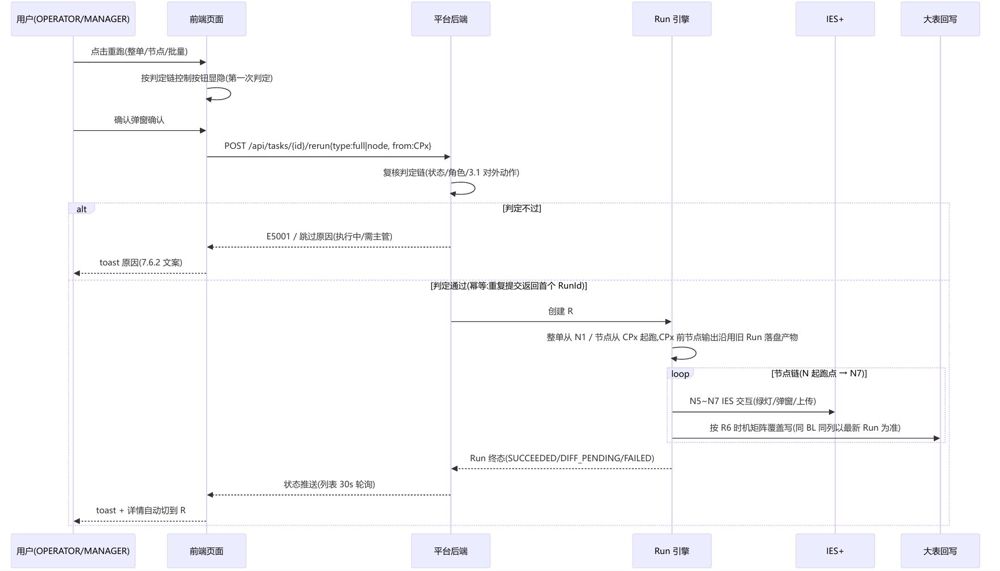 用户(OPERATOR/MANAGER)
前端页面
平台后端
Run 引擎
IES+
大表回写
点击重跑(整单/节点/批量)
按判定链控制按钮显隐(第一次判定)
确认弹窗确认
POST /api/tasks/{id}/rerun{type:full|node, from:CPx}
复核判定链(状态/角色/3.1 对外动作)
alt
[判定不过]
E5001 / 跳过原因(执行中/需主管)
toast 原因(7.6.2 文案)
[判定通过(幂等:重复提交返回首个 RunId)]
创建 R
整单从 N1 / 节点从 CPx 起跑,CPx 前节点输出沿用旧 Run 落盘产物
loop
[节点链(N 起跑点 → N7)]
N5~N7 IES 交互(绿灯/弹窗/上传)
按 R6 时机矩阵覆盖写(同 BL 同列以最新 Run 为准)
Run 终态(SUCCEEDED/DIFF_PENDING/FAILED)
状态推送(列表 30s 轮询)
toast + 详情自动切到 R
用户(OPERATOR/MANAGER)
前端页面
平台后端
Run 引擎
IES+
大表回写